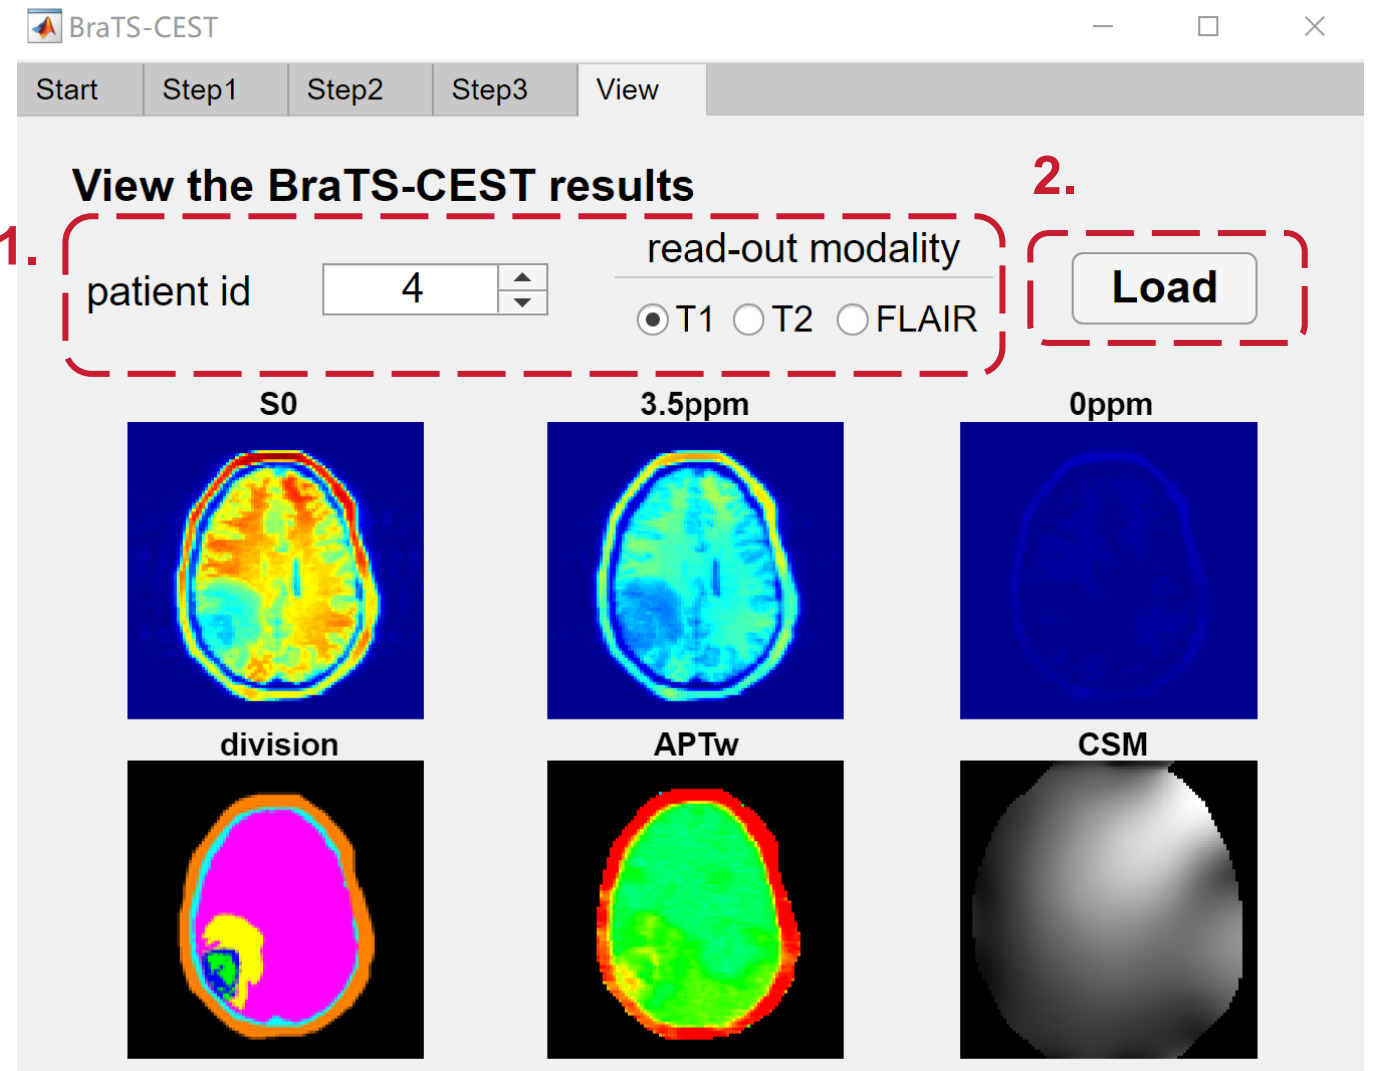 BraTS-CEST
Start Step1 Step2 Step3 View
View the BraTS-CEST results
2.
1.
patient id
4
read-out modality
T1 T2 FLAIR
Load
S0 3.5ppm 0ppm
division APTw CSM